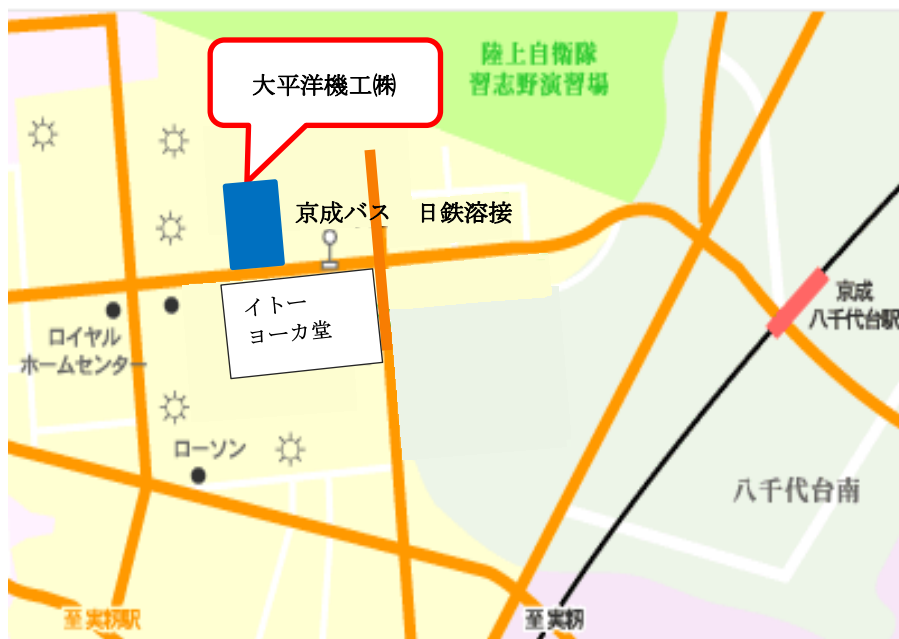 陸上自衛隊
習志野演習場
大平洋機工㈱
京成バス　日鉄溶接
京成
八千代台駅
イトー
ヨーカ堂
ロイヤル
ホームセンター
ローソン
八千代台南
至実籾駅
至実籾